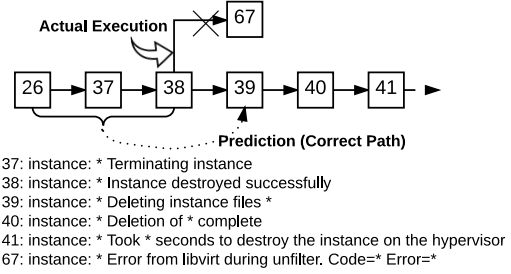 67
Actual Execution
26 37 38 39 40 41
Prediction (Correct Path)
37: instance: * Terminating instance
38: instance: * Instance destroyed successfully
39: instance: * Deleting instance files *
40: instance: * Deletion of * complete
41: instance: * Took * seconds to destroy the instance on the hypervisor
67: instance: * Error from libvirt during unfilter. Code=* Error=*